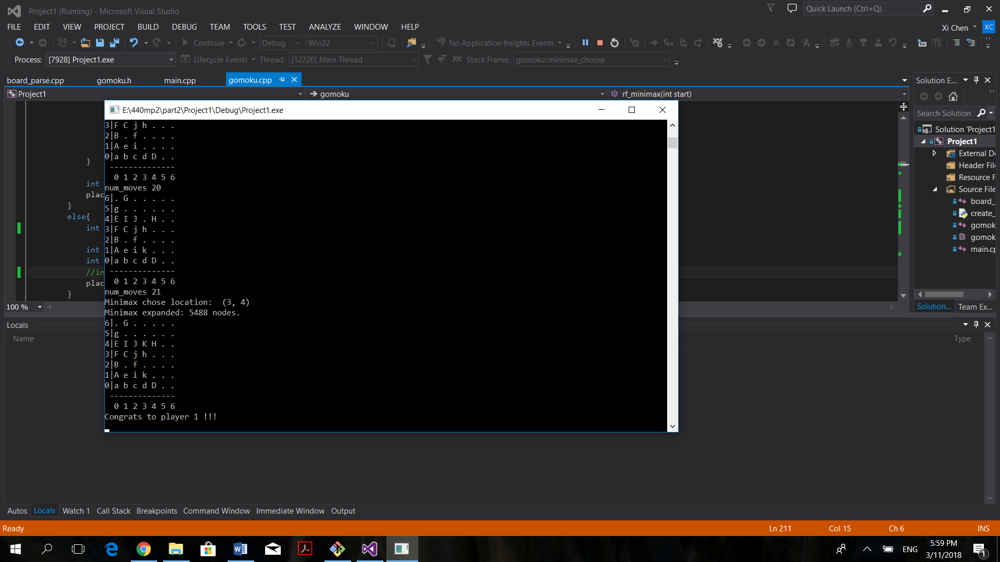 Project1 (Running) - Microsoft Visual Studio
Quick Launch (Ctrl+Q)
FILE EDIT VIEW PROJECT BUILD DEBUG TEAM TOOLS TEST ANALYZE WINDOW HELP
Xi Chen XC
Continue Debug Win32 No Application Insights Events
Process: [7928] Project1.exe Lifecycle Events Thread: [12220] Main Thread Stack Frame: gomoku::minimax_choose
board_parse.cpp gomoku.h main.cpp gomoku.cpp
Project1 gomoku rf_minimax(int start)
}
int
plac
}
else{
int
int
int
//in
plac
}
100 %
E:\440mp2\part2\Project1\Debug\Project1.exe
3|F C j h . . .
2|B . f . . . .
1|A e i . . . .
0|a b c d D . .
--------------
0 1 2 3 4 5 6
num_moves 20
6|. G . . . . .
5|g . . . . . .
4|E I J . H . .
3|F C j h . . .
2|B . f . . . .
1|A e i k . . .
0|a b c d D . .
--------------
0 1 2 3 4 5 6
num_moves 21
Minimax chose location:  (3, 4)
Minimax expanded: 5488 nodes.
6|. G . . . . .
5|g . . . . . .
4|E I J K H . .
3|F C j h . . .
2|B . f . . . .
1|A e i k . . .
0|a b c d D . .
--------------
0 1 2 3 4 5 6
Congrats to player 1 !!!
Solution E...
Search Solution
Solution 'Project1
Project1
External D
Header File
Resource F
Source File
board_
create_
gomok
gomok
main.cp
Solution... Team Ex...
Locals
Name Type
Autos Locals Watch 1 Call Stack Breakpoints Command Window Immediate Window Output
Ready Ln 211 Col 15 Ch 6 INS
ENG
5:59 PM
3/11/2018
1